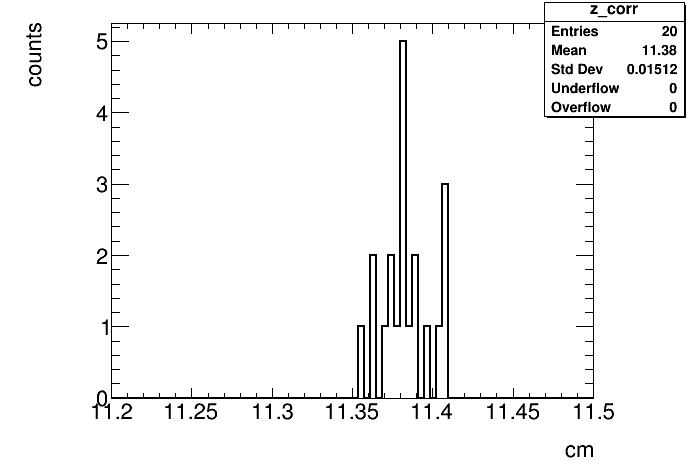 z_corr
Entries 20
Mean 11.38
Std Dev 0.01512
Underflow 0
Overflow 0
counts
5
4
3
2
1
0
11.2 11.25 11.3 11.35 11.4 11.45 11.5
cm